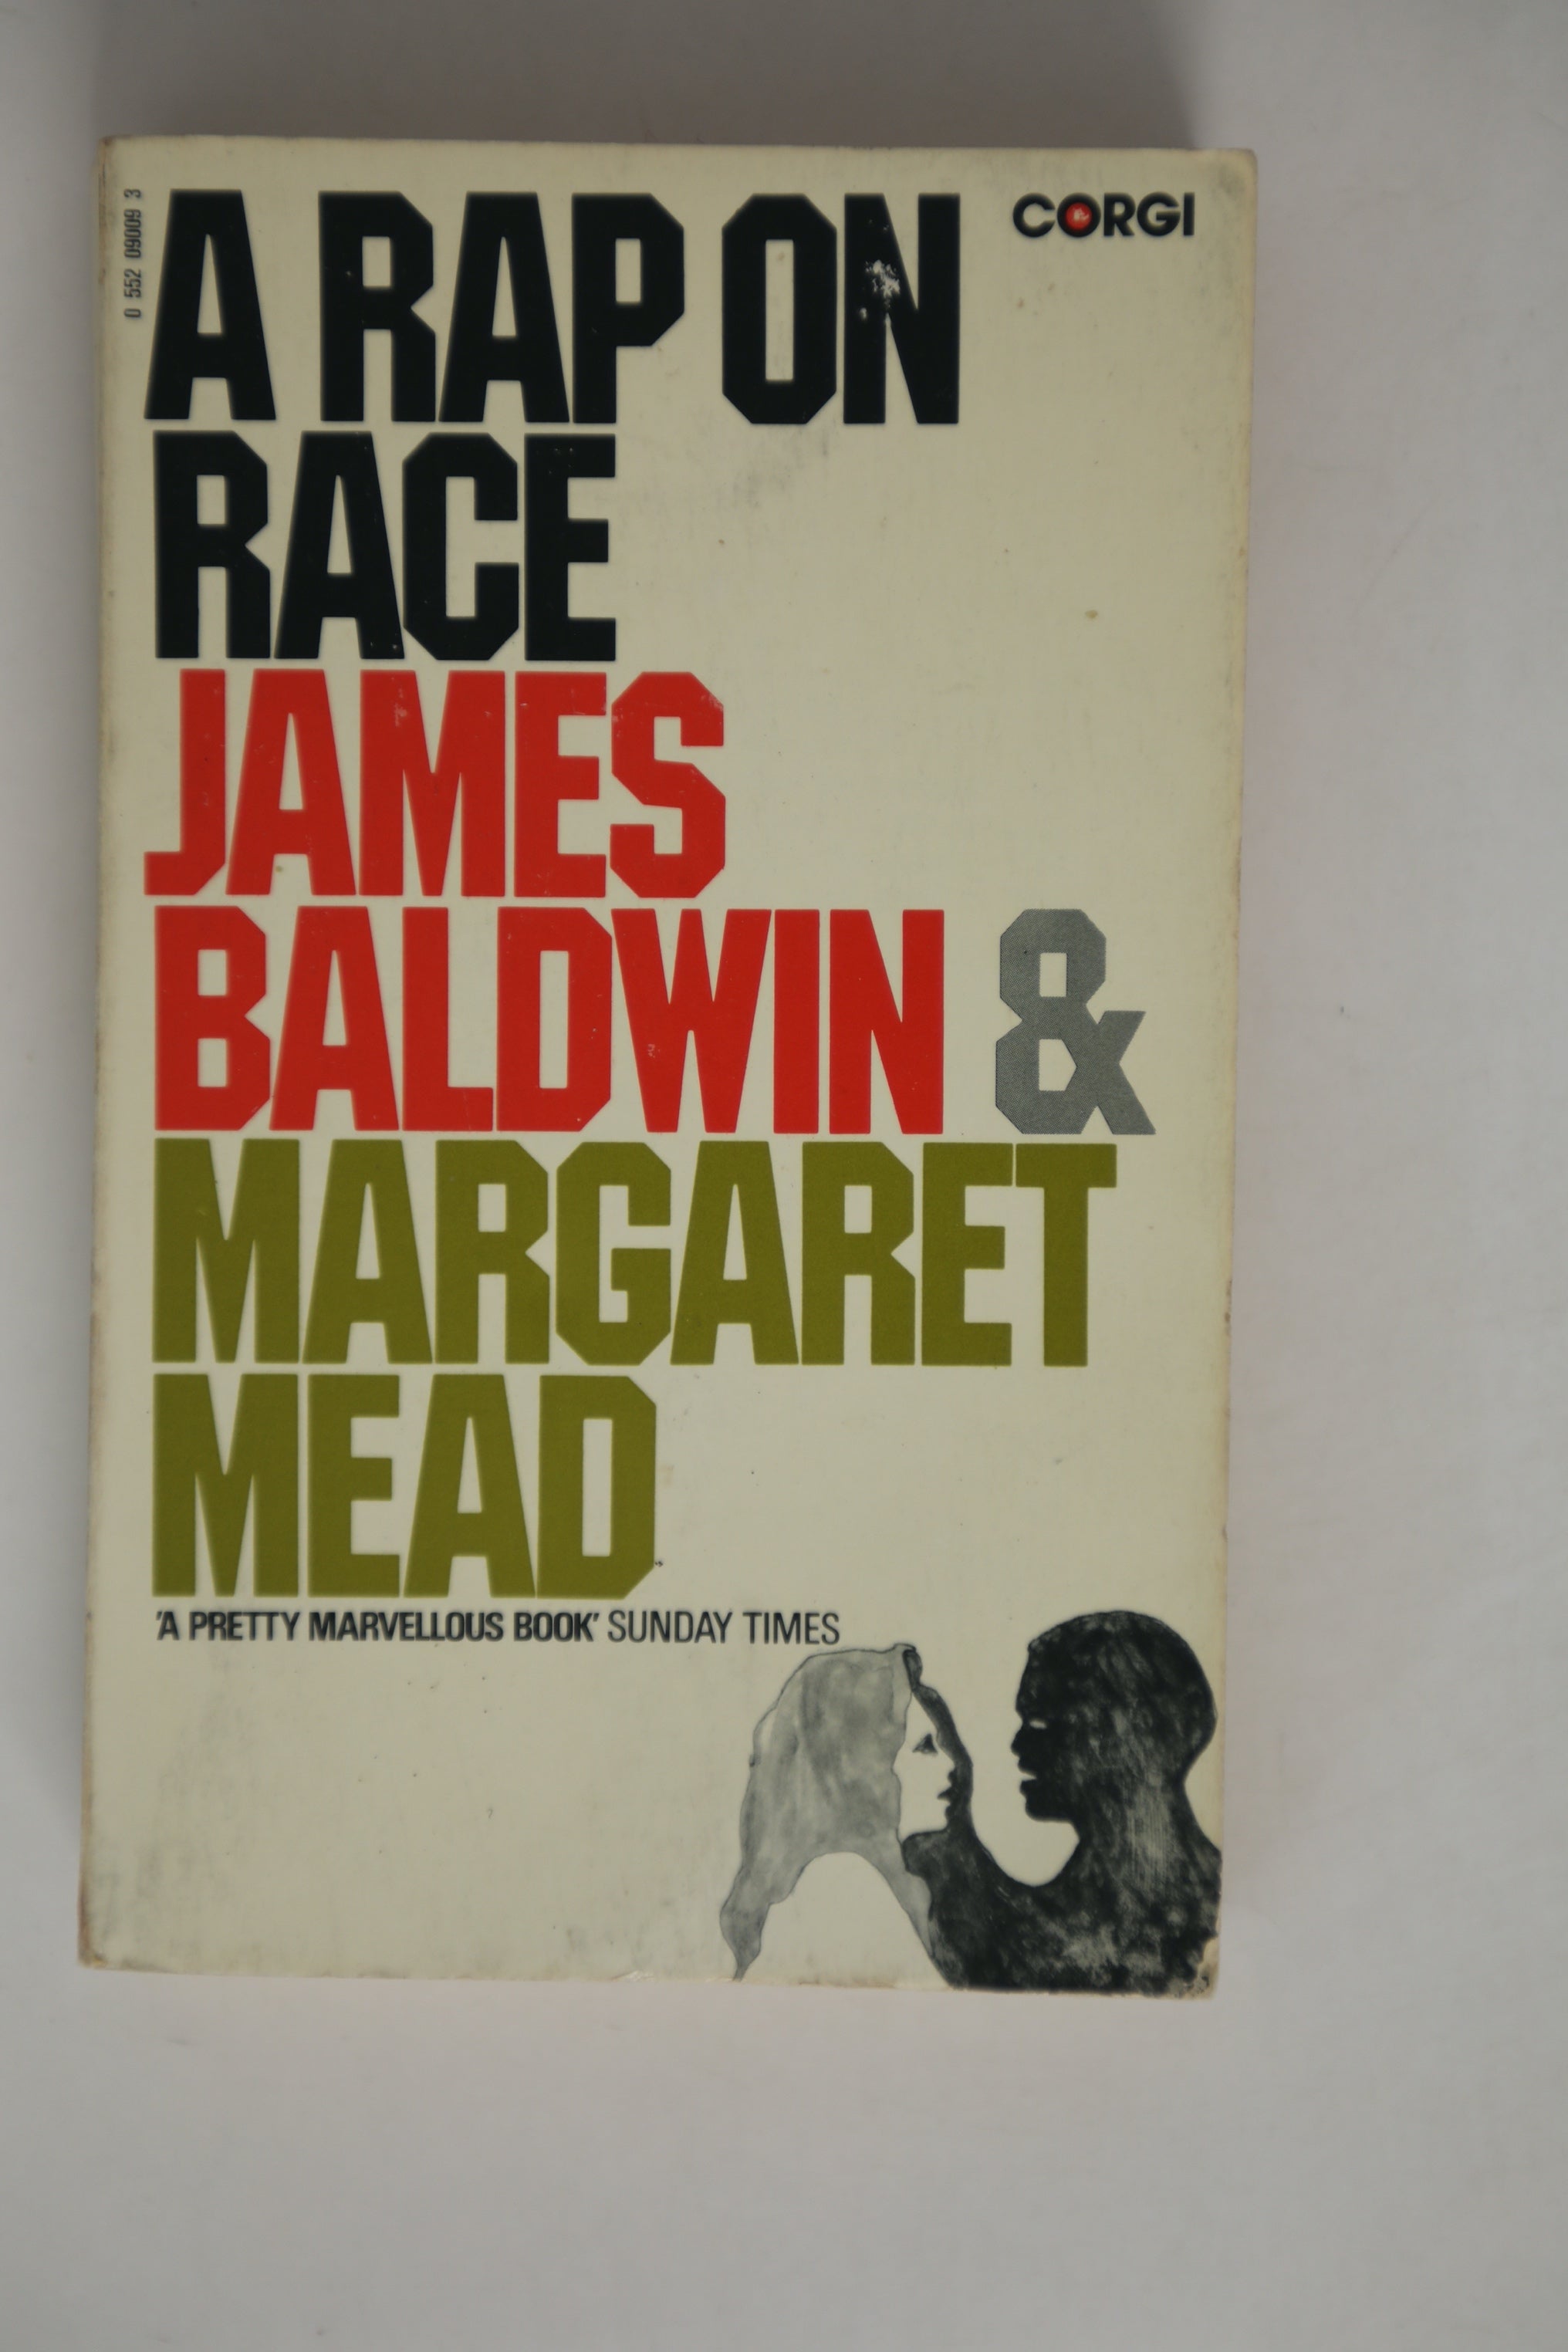 0 552 09009 3
CORGI
A RAP ON
RACE
JAMES
BALDWIN &
MARGARET
MEAD
'A PRETTY MARVELLOUS BOOK' SUNDAY TIMES